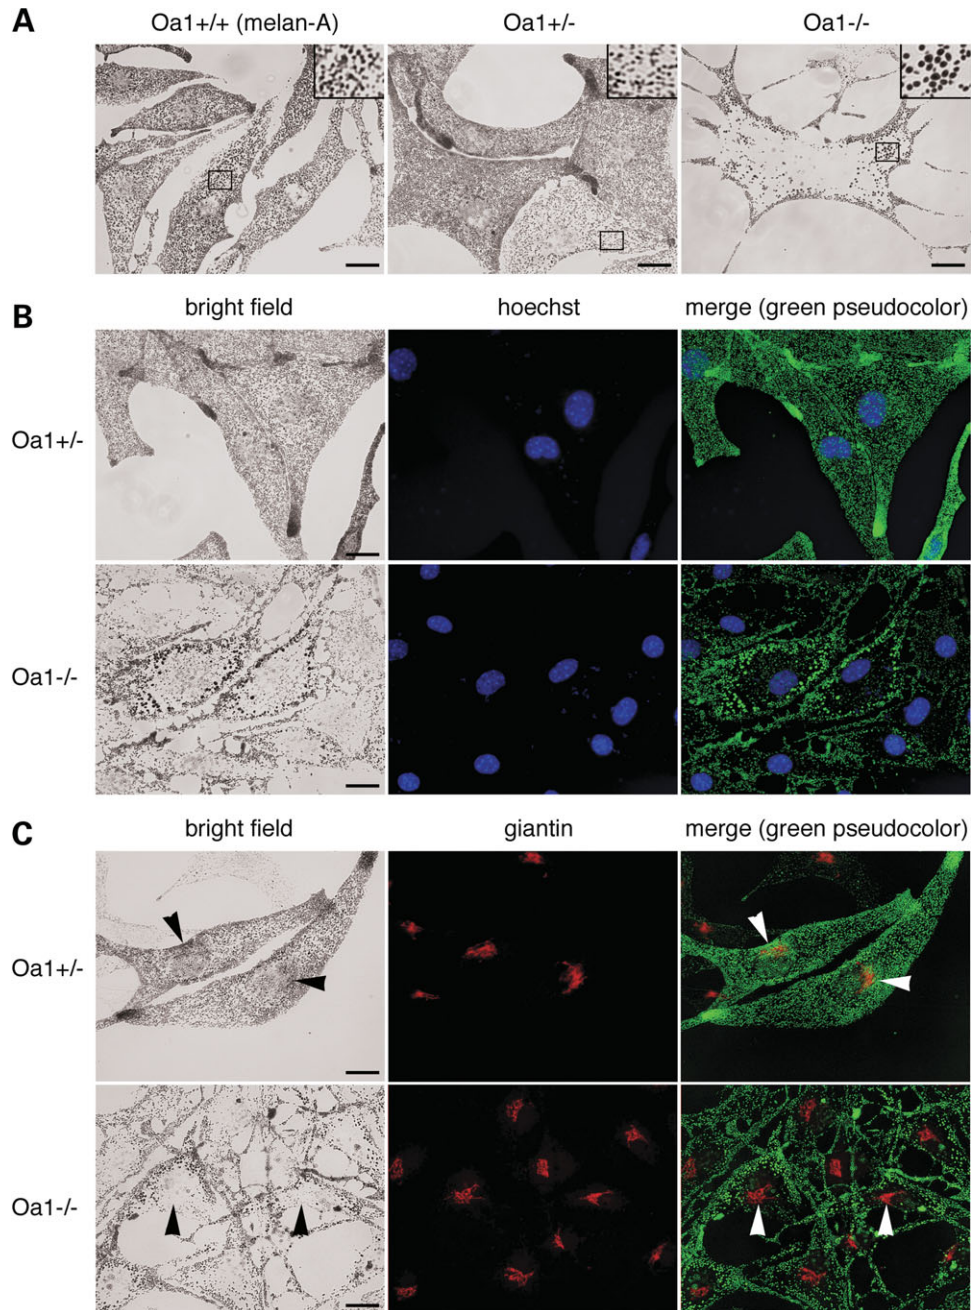 A
Oa1+/+ (melan-A) Oa1+/- Oa1-/-
B
bright field hoechst merge (green pseudocolor)
Oa1+/-
Oa1-/-
C
bright field giantin merge (green pseudocolor)
Oa1+/-
Oa1-/-